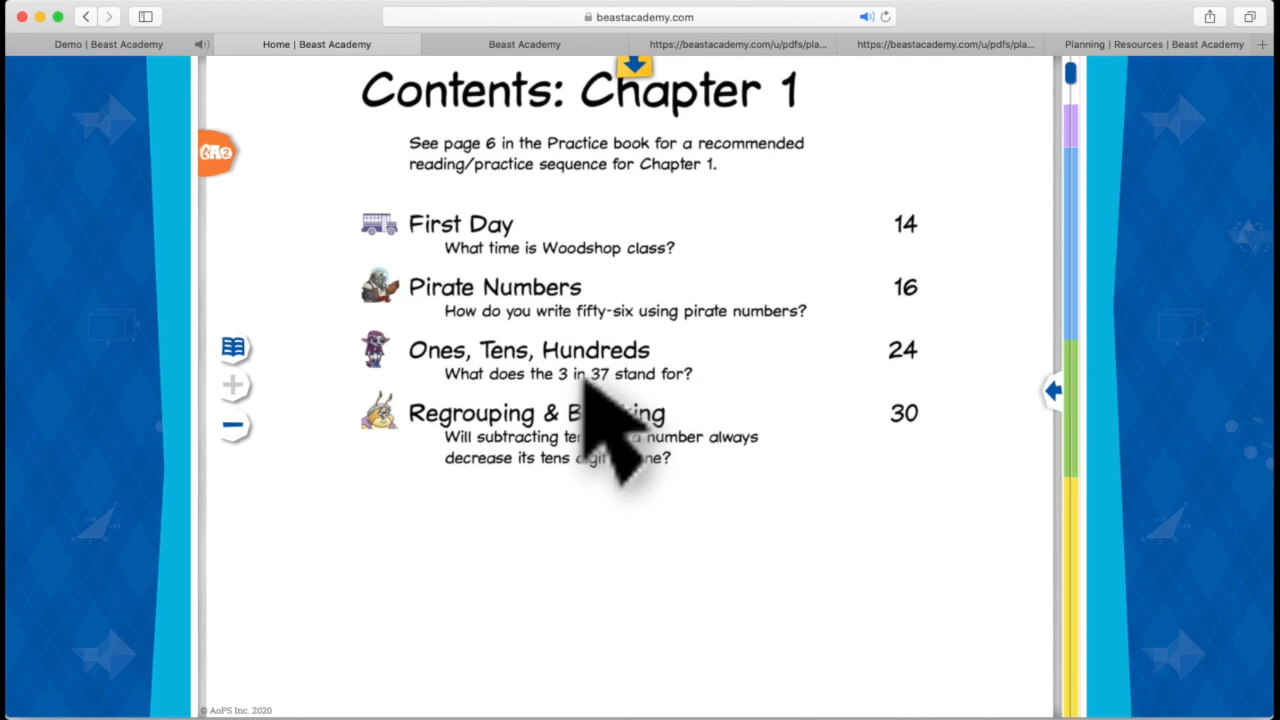 beastacademy.com
Demo | Beast Academy
Home | Beast Academy
Beast Academy
https://beastacademy.com/u/pdfs/pla...
https://beastacademy.com/u/pdfs/pla...
Planning | Resources | Beast Academy
Contents: Chapter 1
See page 6 in the Practice book for a recommended
reading/practice sequence for Chapter 1.
BA2
First Day 14
What time is Woodshop class?
Pirate Numbers 16
How do you write fifty-six using pirate numbers?
Ones, Tens, Hundreds 24
What does the 3 in 37 stand for?
Regrouping & 30
Will subtracting number always
decrease its tens digit
© AoPS Inc. 2020